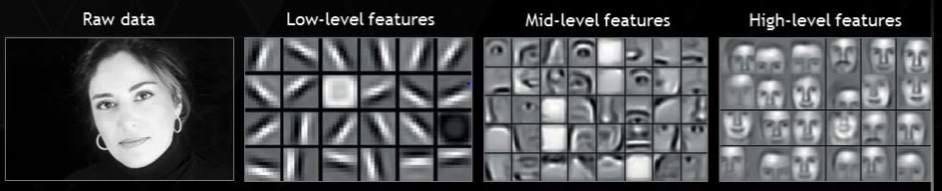 Raw data
Low-level features
Mid-level features
High-level features